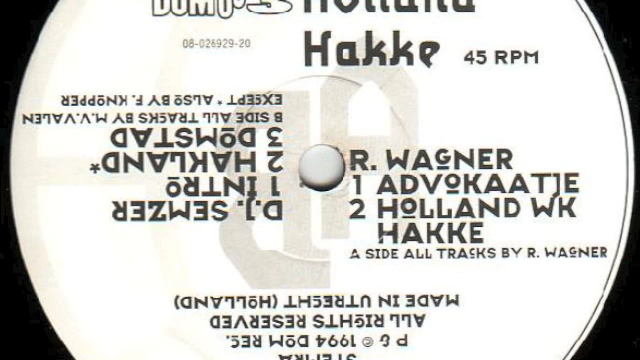 Holland
Hakke 45 RPM
08-026929-20
R. WAGNER
1 ADVOKAATJE
2 HOLLAND WK
HAKKE
A SIDE ALL TRACKS BY R. WAGNER
D.J. SEMZER
1 INTRO
2 HAKLAND*
3 DOMSTAD
B SIDE ALL TRACKS BY M.V.VALEN
EXCEPT * ALSO BY F. KNOPPER
STEMRA
P & © 1994 DOM REC.
ALL RIGHTS RESERVED
MADE IN UTRECHT (HOLLAND)